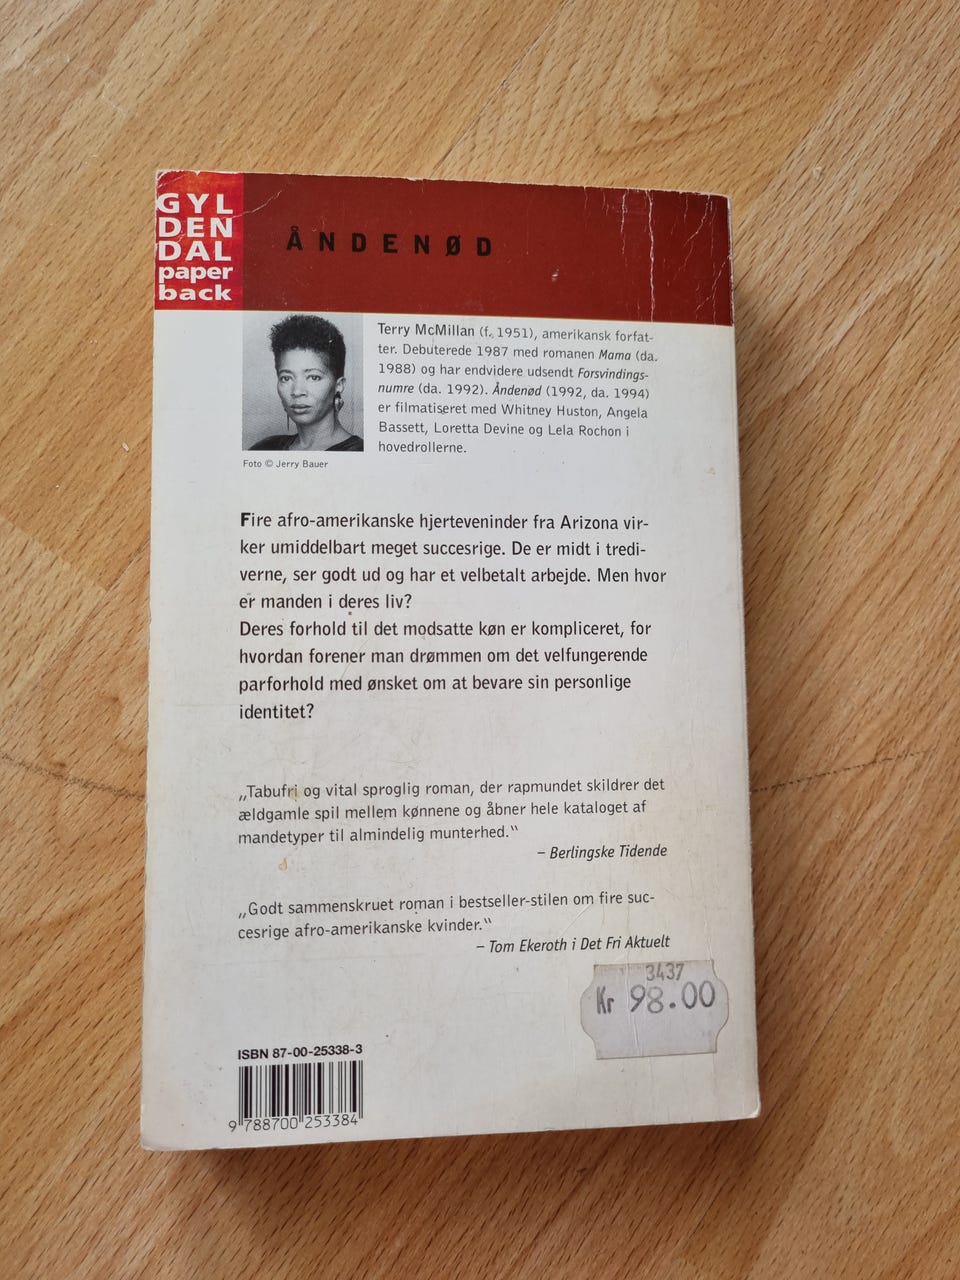 GYL
DEN
DAL
paper
back
ÅNDENØD
Terry McMillan (f. 1951), amerikansk forfat-
ter. Debuterede 1987 med romanen Mama (da.
1988) og har endvidere udsendt Forsvindings-
numre (da. 1992). Åndenød (1992, da. 1994)
er filmatiseret med Whitney Huston, Angela
Bassett, Loretta Devine og Lela Rochon i
hovedrollerne.
Foto © Jerry Bauer
Fire afro-amerikanske hjerteveninder fra Arizona vir-
ker umiddelbart meget succesrige. De er midt i tredi-
verne, ser godt ud og har et velbetalt arbejde. Men hvor
er manden i deres liv?
Deres forhold til det modsatte køn er kompliceret, for
hvordan forener man drømmen om det velfungerende
parforhold med ønsket om at bevare sin personlige
identitet?
„Tabufri og vital sproglig roman, der rapmundet skildrer det
ældgamle spil mellem kønnene og åbner hele kataloget af
mandetyper til almindelig munterhed.“
– Berlingske Tidende
„Godt sammenskruet roman i bestseller-stilen om fire suc-
cesrige afro-amerikanske kvinder.“
– Tom Ekeroth i Det Fri Aktuelt
3437
Kr 98.00
ISBN 87-00-25338-3
9 788700 253384